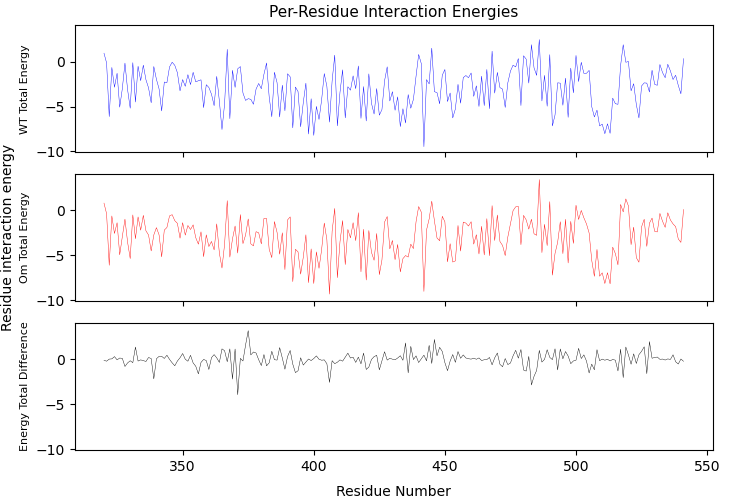 Per-Residue Interaction Energies
Residue interaction energy
WT Total Energy
0
−5
−10
Om Total Energy
0
−5
−10
Energy Total Difference
0
−5
−10
350 400 450 500 550
Residue Number